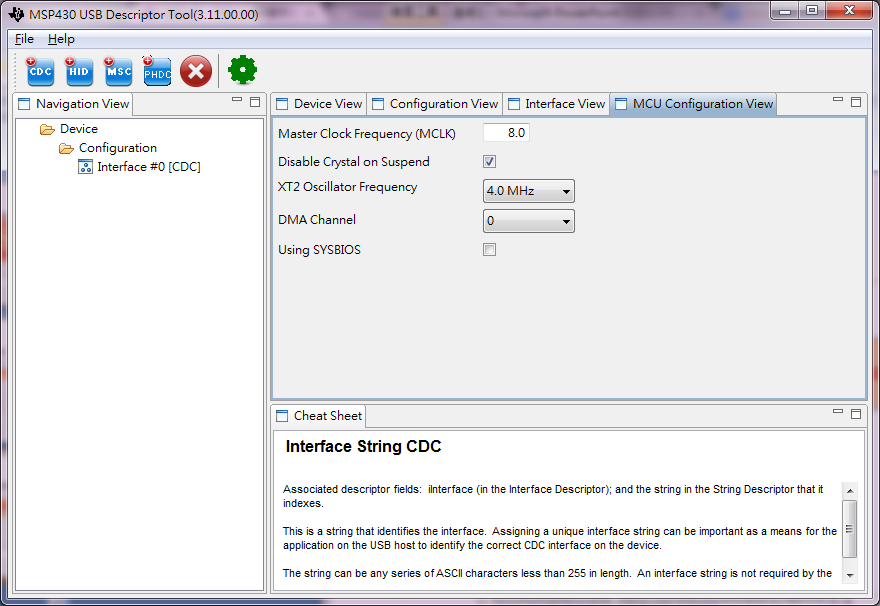 MSP430 USB Descriptor Tool(3.11.00.00)
File Help
CDC HID MSC PHDC
Navigation View
Device
Configuration
Interface #0 [CDC]
Device View Configuration View Interface View MCU Configuration View
Master Clock Frequency (MCLK) 8.0
Disable Crystal on Suspend
XT2 Oscillator Frequency 4.0 MHz
DMA Channel 0
Using SYSBIOS
Cheat Sheet
Interface String CDC
Associated descriptor fields: iInterface (in the Interface Descriptor); and the string in the String Descriptor that it
indexes.
This is a string that identifies the interface. Assigning a unique interface string can be important as a means for the
application on the USB host to identify the correct CDC interface on the device.
The string can be any series of ASCII characters less than 255 in length. An interface string is not required by the